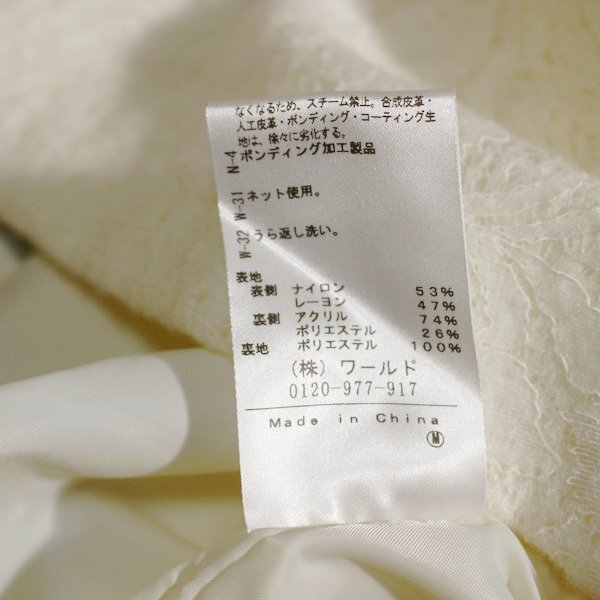 なくなるため、スチーム禁止。合成皮革・
人工皮革・ボンディング・コーティング生
地は、徐々に劣化する。
N-4 ボンディング加工製品
W-31 ネット使用。
W-32 うら返し洗い。
表地
表側 ナイロン 53%
レーヨン 47%
裏側 アクリル 74%
ポリエステル 26%
裏地 ポリエステル 100%
(株) ワールド
0120-977-917
Made in China
M